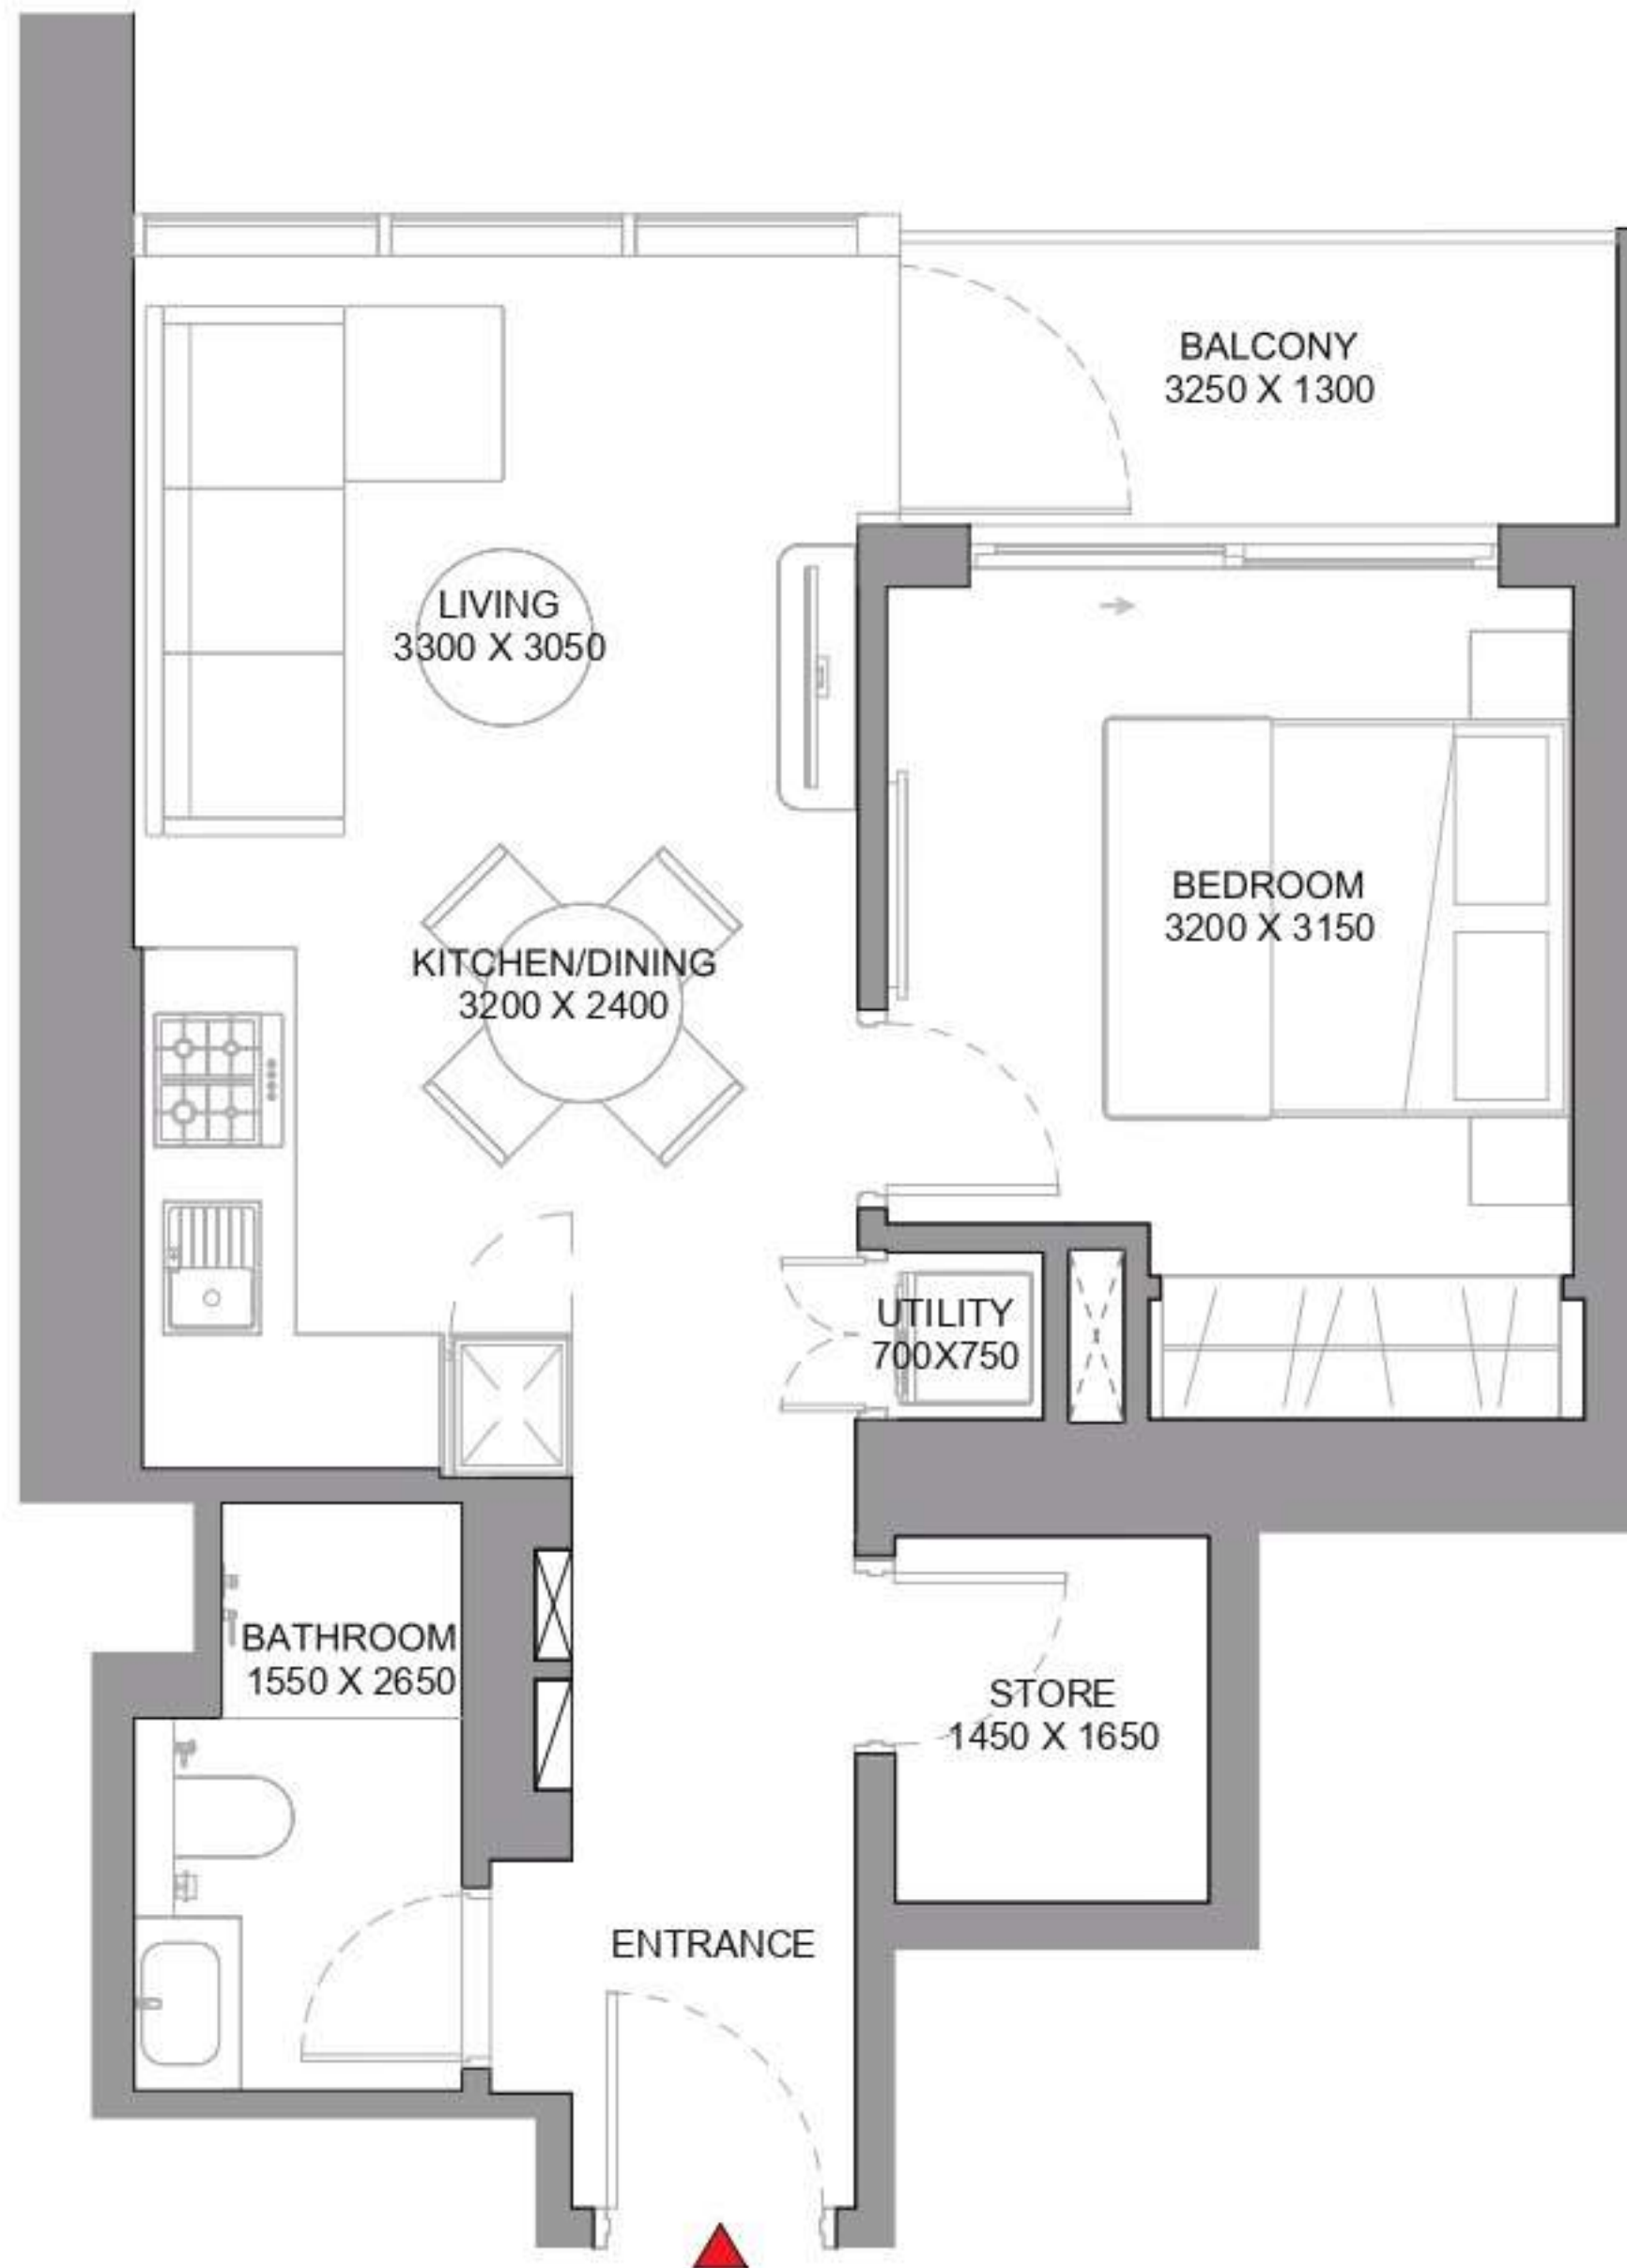 BALCONY
3250 X 1300
LIVING
3300 X 3050
BEDROOM
3200 X 3150
KITCHEN/DINING
3200 X 2400
UTILITY
700X750
BATHROOM
1550 X 2650
STORE
1450 X 1650
ENTRANCE